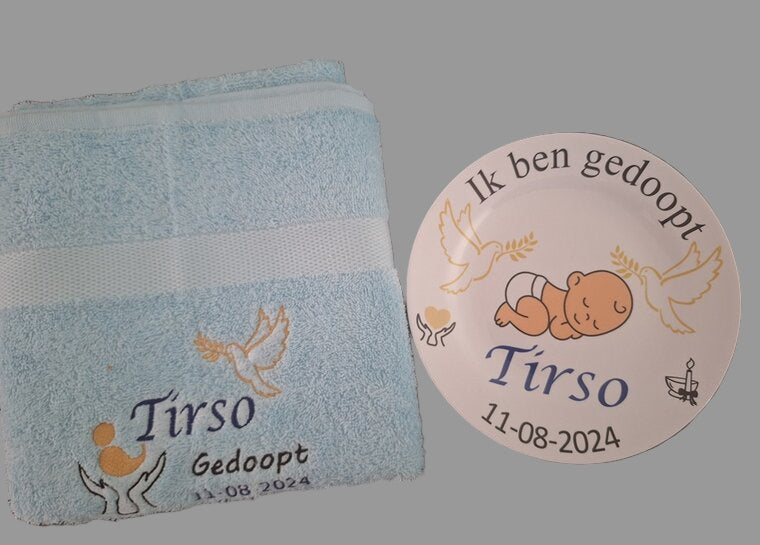 Tirso
Gedoopt
11-08 2024
Ik ben gedoopt
Tirso
11-08-2024